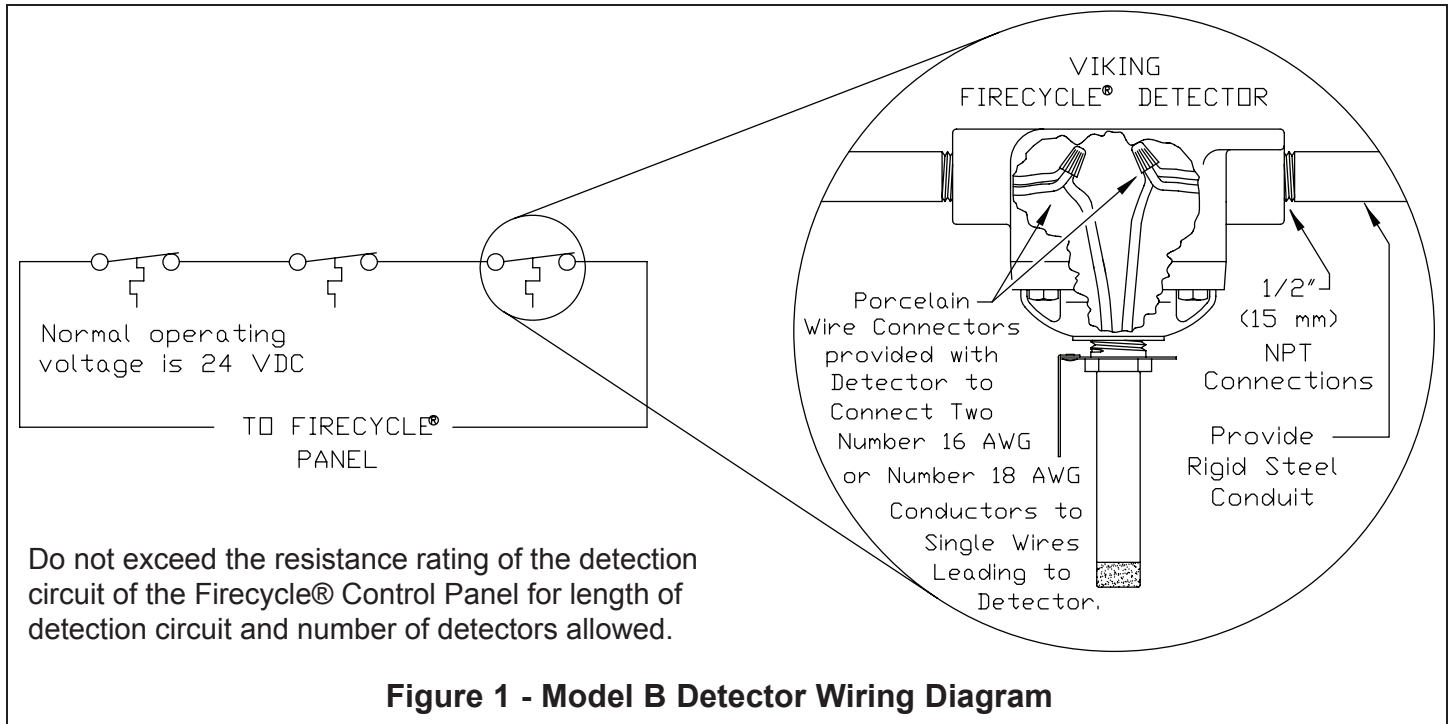 VIKING
FIRECYCLE® DETECTOR
Normal operating
voltage is 24 VDC
TO FIRECYCLE®
PANEL
Porcelain
Wire Connectors
provided with
Detector to
Connect Two
Number 16 AWG
or Number 18 AWG
Conductors to
Single Wires
Leading to
Detector.
1/2"
(15 mm)
NPT
Connections
Provide
Rigid Steel
Conduit
Do not exceed the resistance rating of the detection
circuit of the Firecycle® Control Panel for length of
detection circuit and number of detectors allowed.
Figure 1 - Model B Detector Wiring Diagram